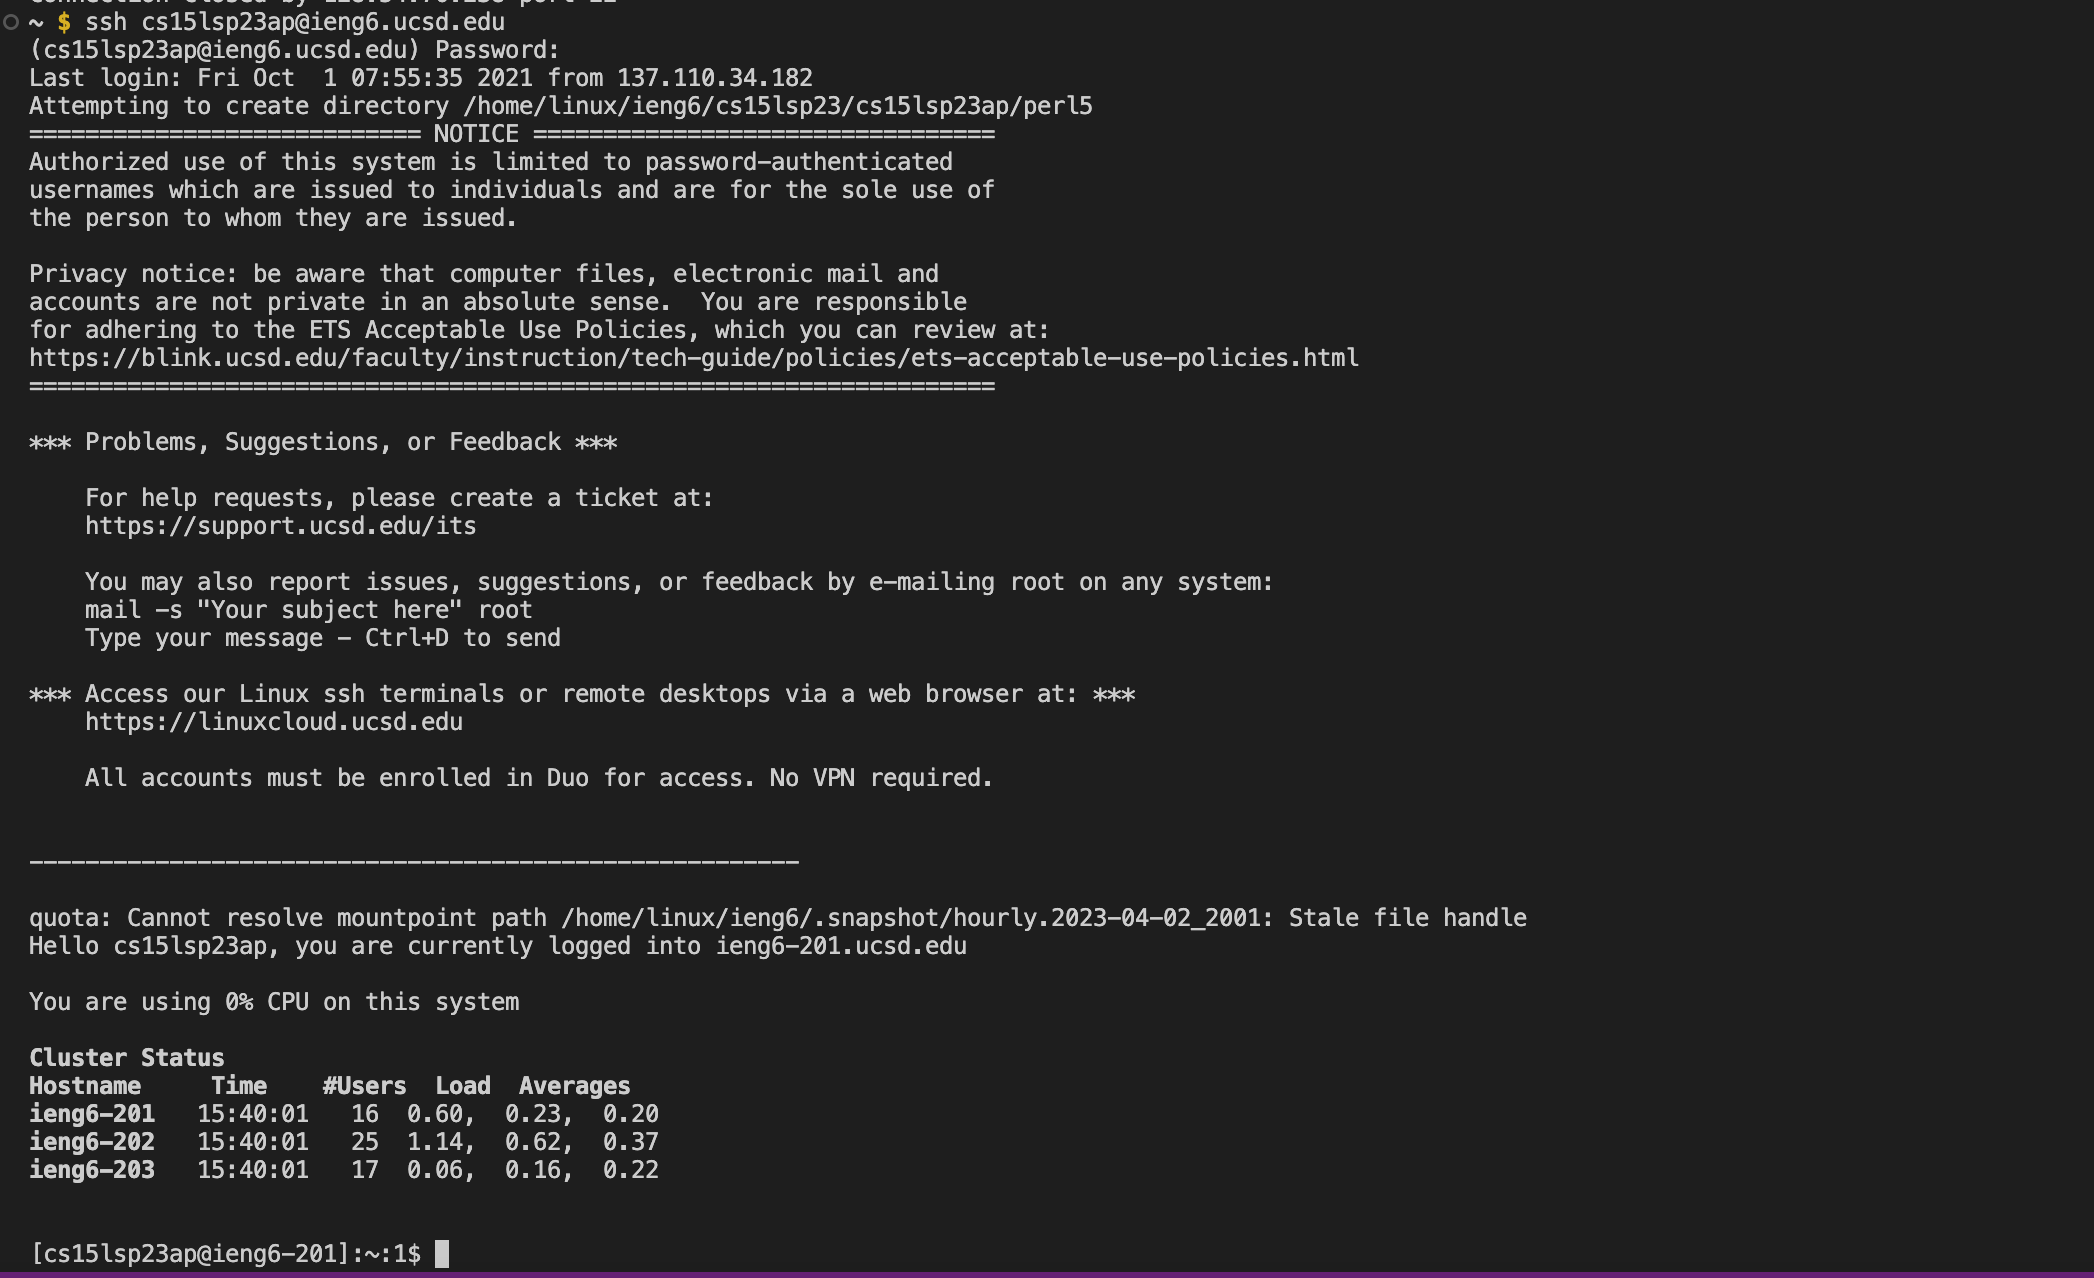 ~ $ ssh cs15lsp23ap@ieng6.ucsd.edu
(cs15lsp23ap@ieng6.ucsd.edu) Password:
Last login: Fri Oct  1 07:55:35 2021 from 137.110.34.182
Attempting to create directory /home/linux/ieng6/cs15lsp23/cs15lsp23ap/perl5
============================ NOTICE =================================
Authorized use of this system is limited to password-authenticated
usernames which are issued to individuals and are for the sole use of
the person to whom they are issued.

Privacy notice: be aware that computer files, electronic mail and
accounts are not private in an absolute sense.  You are responsible
for adhering to the ETS Acceptable Use Policies, which you can review at:
https://blink.ucsd.edu/faculty/instruction/tech-guide/policies/ets-acceptable-use-policies.html
=====================================================================

*** Problems, Suggestions, or Feedback ***

    For help requests, please create a ticket at:
    https://support.ucsd.edu/its

    You may also report issues, suggestions, or feedback by e-mailing root on any system:
    mail -s "Your subject here" root
    Type your message - Ctrl+D to send

*** Access our Linux ssh terminals or remote desktops via a web browser at: ***
    https://linuxcloud.ucsd.edu

    All accounts must be enrolled in Duo for access. No VPN required.

-------------------------------------------------------

quota: Cannot resolve mountpoint path /home/linux/ieng6/.snapshot/hourly.2023-04-02_2001: Stale file handle
Hello cs15lsp23ap, you are currently logged into ieng6-201.ucsd.edu

You are using 0% CPU on this system

Cluster Status
Hostname     Time    #Users  Load  Averages
ieng6-201   15:40:01   16  0.60,  0.23,  0.20
ieng6-202   15:40:01   25  1.14,  0.62,  0.37
ieng6-203   15:40:01   17  0.06,  0.16,  0.22

[cs15lsp23ap@ieng6-201]:~:1$